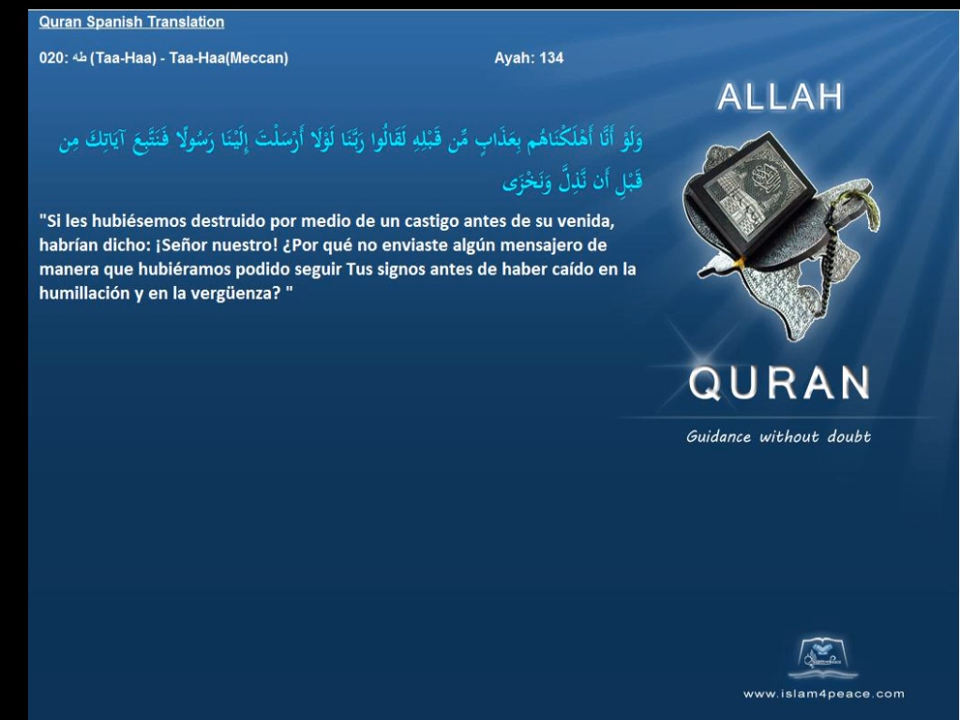 Quran Spanish Translation
020: طه (Taa-Haa) - Taa-Haa(Meccan) Ayah: 134
وَلَوْ أَنَّا أَهْلَكْنَاهُم بِعَذَابٍ مِّن قَبْلِهِ لَقَالُوا رَبَّنَا لَوْلَا أَرْسَلْتَ إِلَيْنَا رَسُولًا فَنَتَّبِعَ آيَاتِكَ مِن
قَبْلِ أَن نَّذِلَّ وَنَخْزَى
"Si les hubiésemos destruido por medio de un castigo antes de su venida,
habrían dicho: ¡Señor nuestro! ¿Por qué no enviaste algún mensajero de
manera que hubiéramos podido seguir Tus signos antes de haber caído en la
humillación y en la vergüenza? "
ALLAH
QURAN
Guidance without doubt
www.islam4peace.com